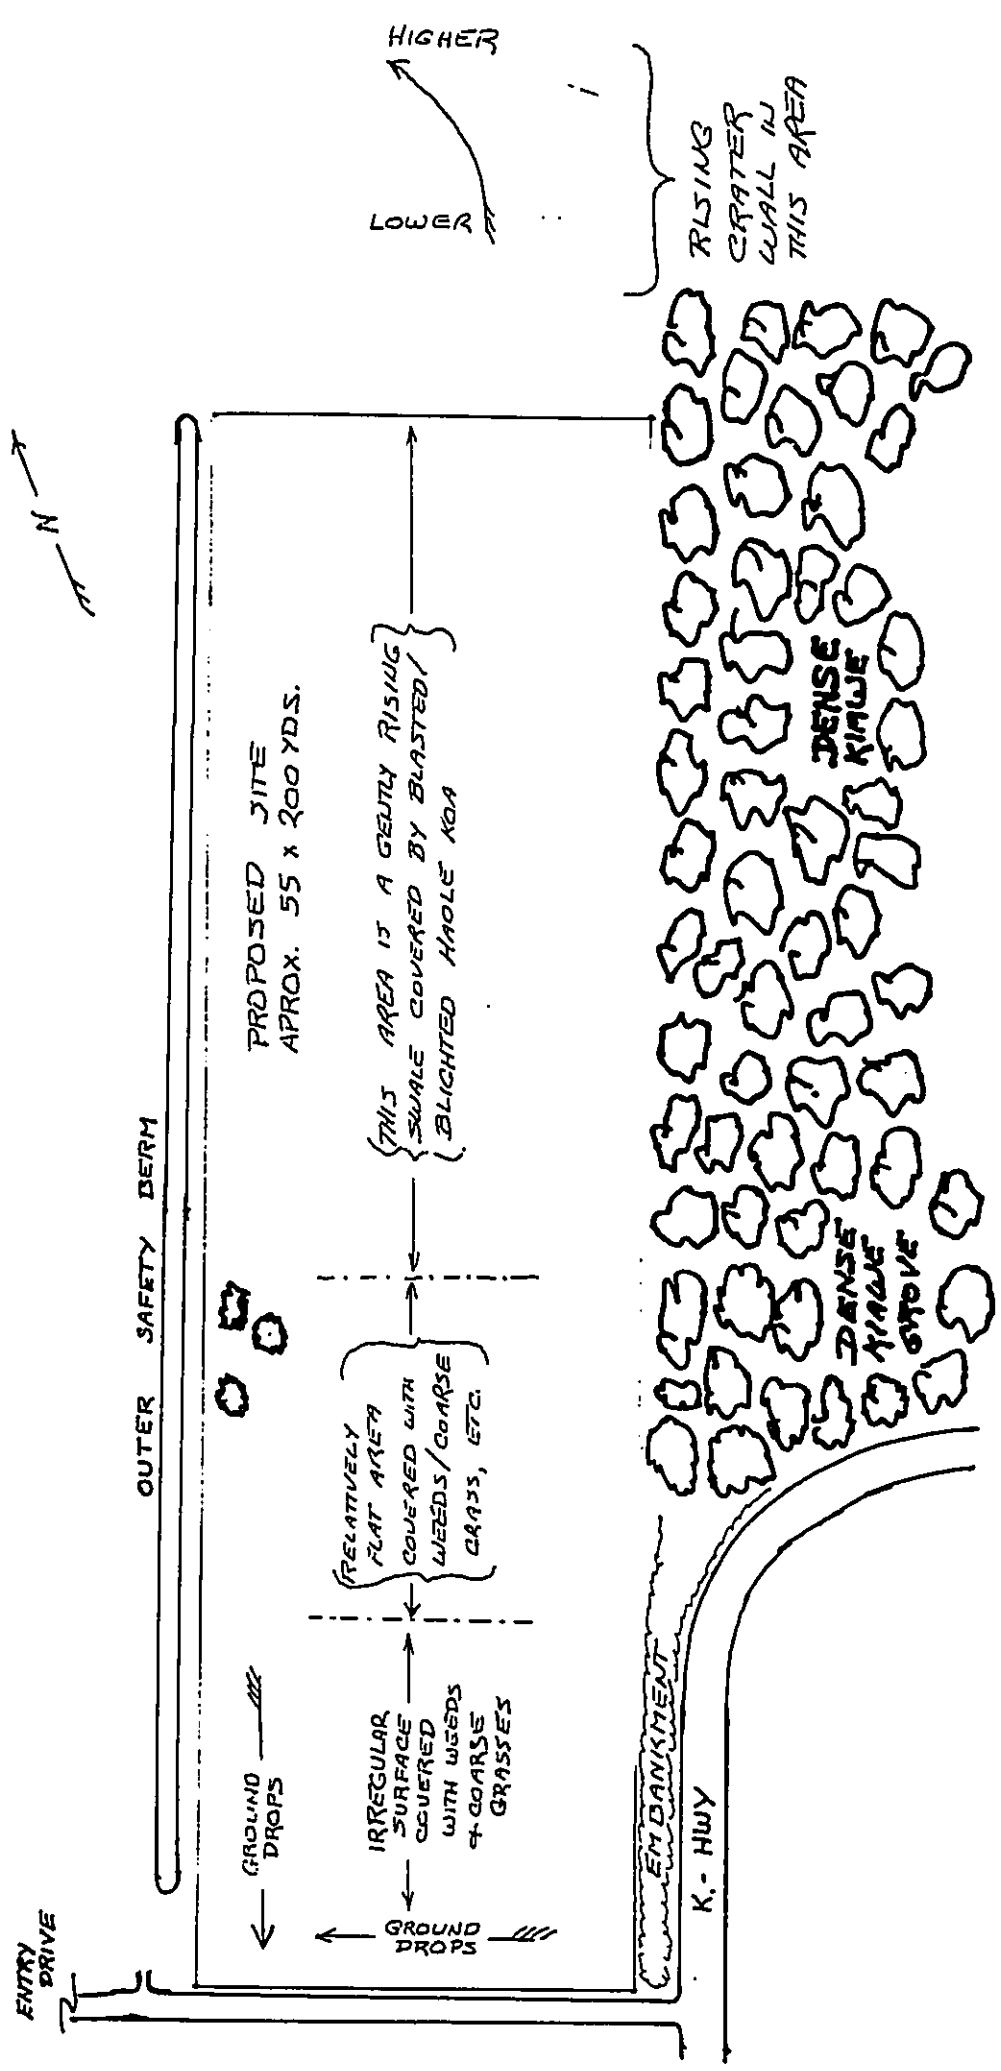 HIGHER
LOWER
RISING
CRATER
WALL IN
THIS AREA
N
OUTER SAFETY BERM
PROPOSED SITE
APROX. 55 x 200 YDS.
THIS AREA IS A GENTLY RISING
SWALE COVERED BY BLASTED/
BLIGHTED HAOLE KOA
RELATIVELY
FLAT AREA
COVERED WITH
WEEDS/COARSE
GRASS, ETC.
IRREGULAR
SURFACE
COVERED
WITH WEEDS
+ COARSE
GRASSES
GROUND
DROPS
GROUND
DROPS
ENTRY
DRIVE
EMBANKMENT
K.- HWY
DENSE
KIAWE
GROVE
DENSE
KIAWE